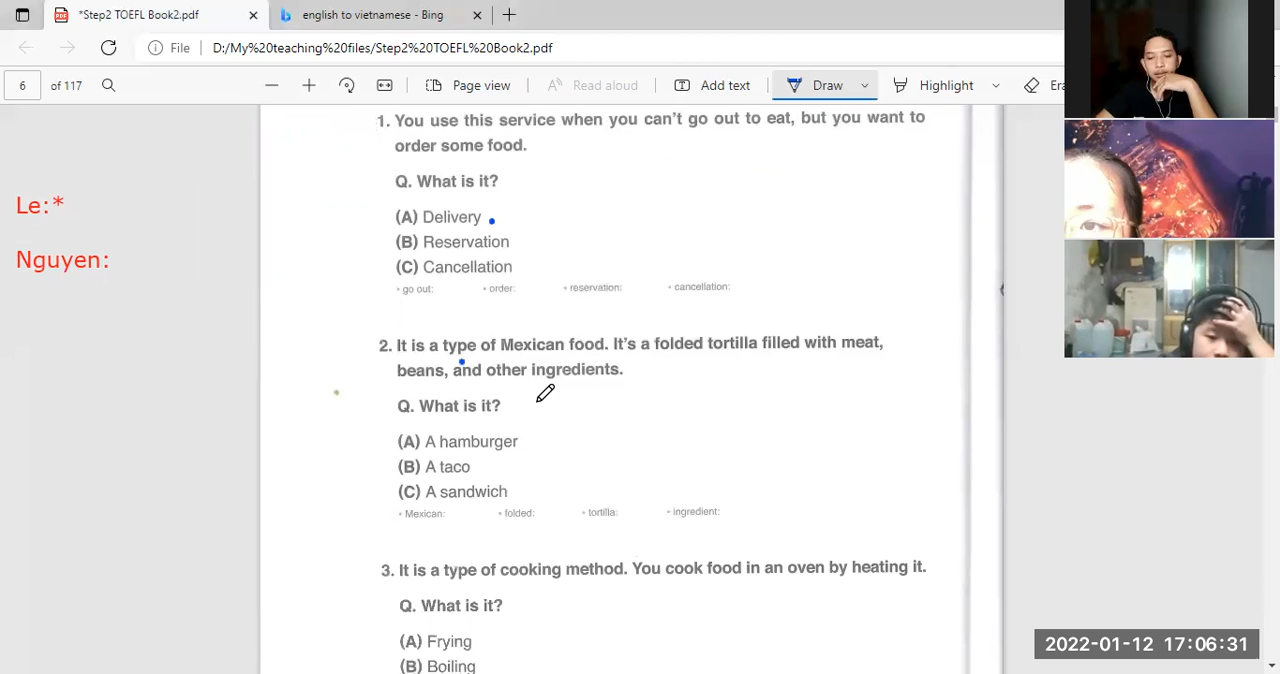 *Step2 TOEFL Book2.pdf
english to vietnamese - Bing
File D:/My%20teaching%20files/Step2%20TOEFL%20Book2.pdf
6 of 117
Page view
Read aloud
Add text
Draw
Highlight
Era
Le:*
Nguyen:
1. You use this service when you can't go out to eat, but you want to
order some food.
Q. What is it?
(A) Delivery
(B) Reservation
(C) Cancellation
• go out: • order: • reservation: • cancellation:
2. It is a type of Mexican food. It's a folded tortilla filled with meat,
beans, and other ingredients.
Q. What is it?
(A) A hamburger
(B) A taco
(C) A sandwich
• Mexican: • folded: • tortilla: • ingredient:
3. It is a type of cooking method. You cook food in an oven by heating it.
Q. What is it?
(A) Frying
(B) Boiling
2022-01-12 17:06:31